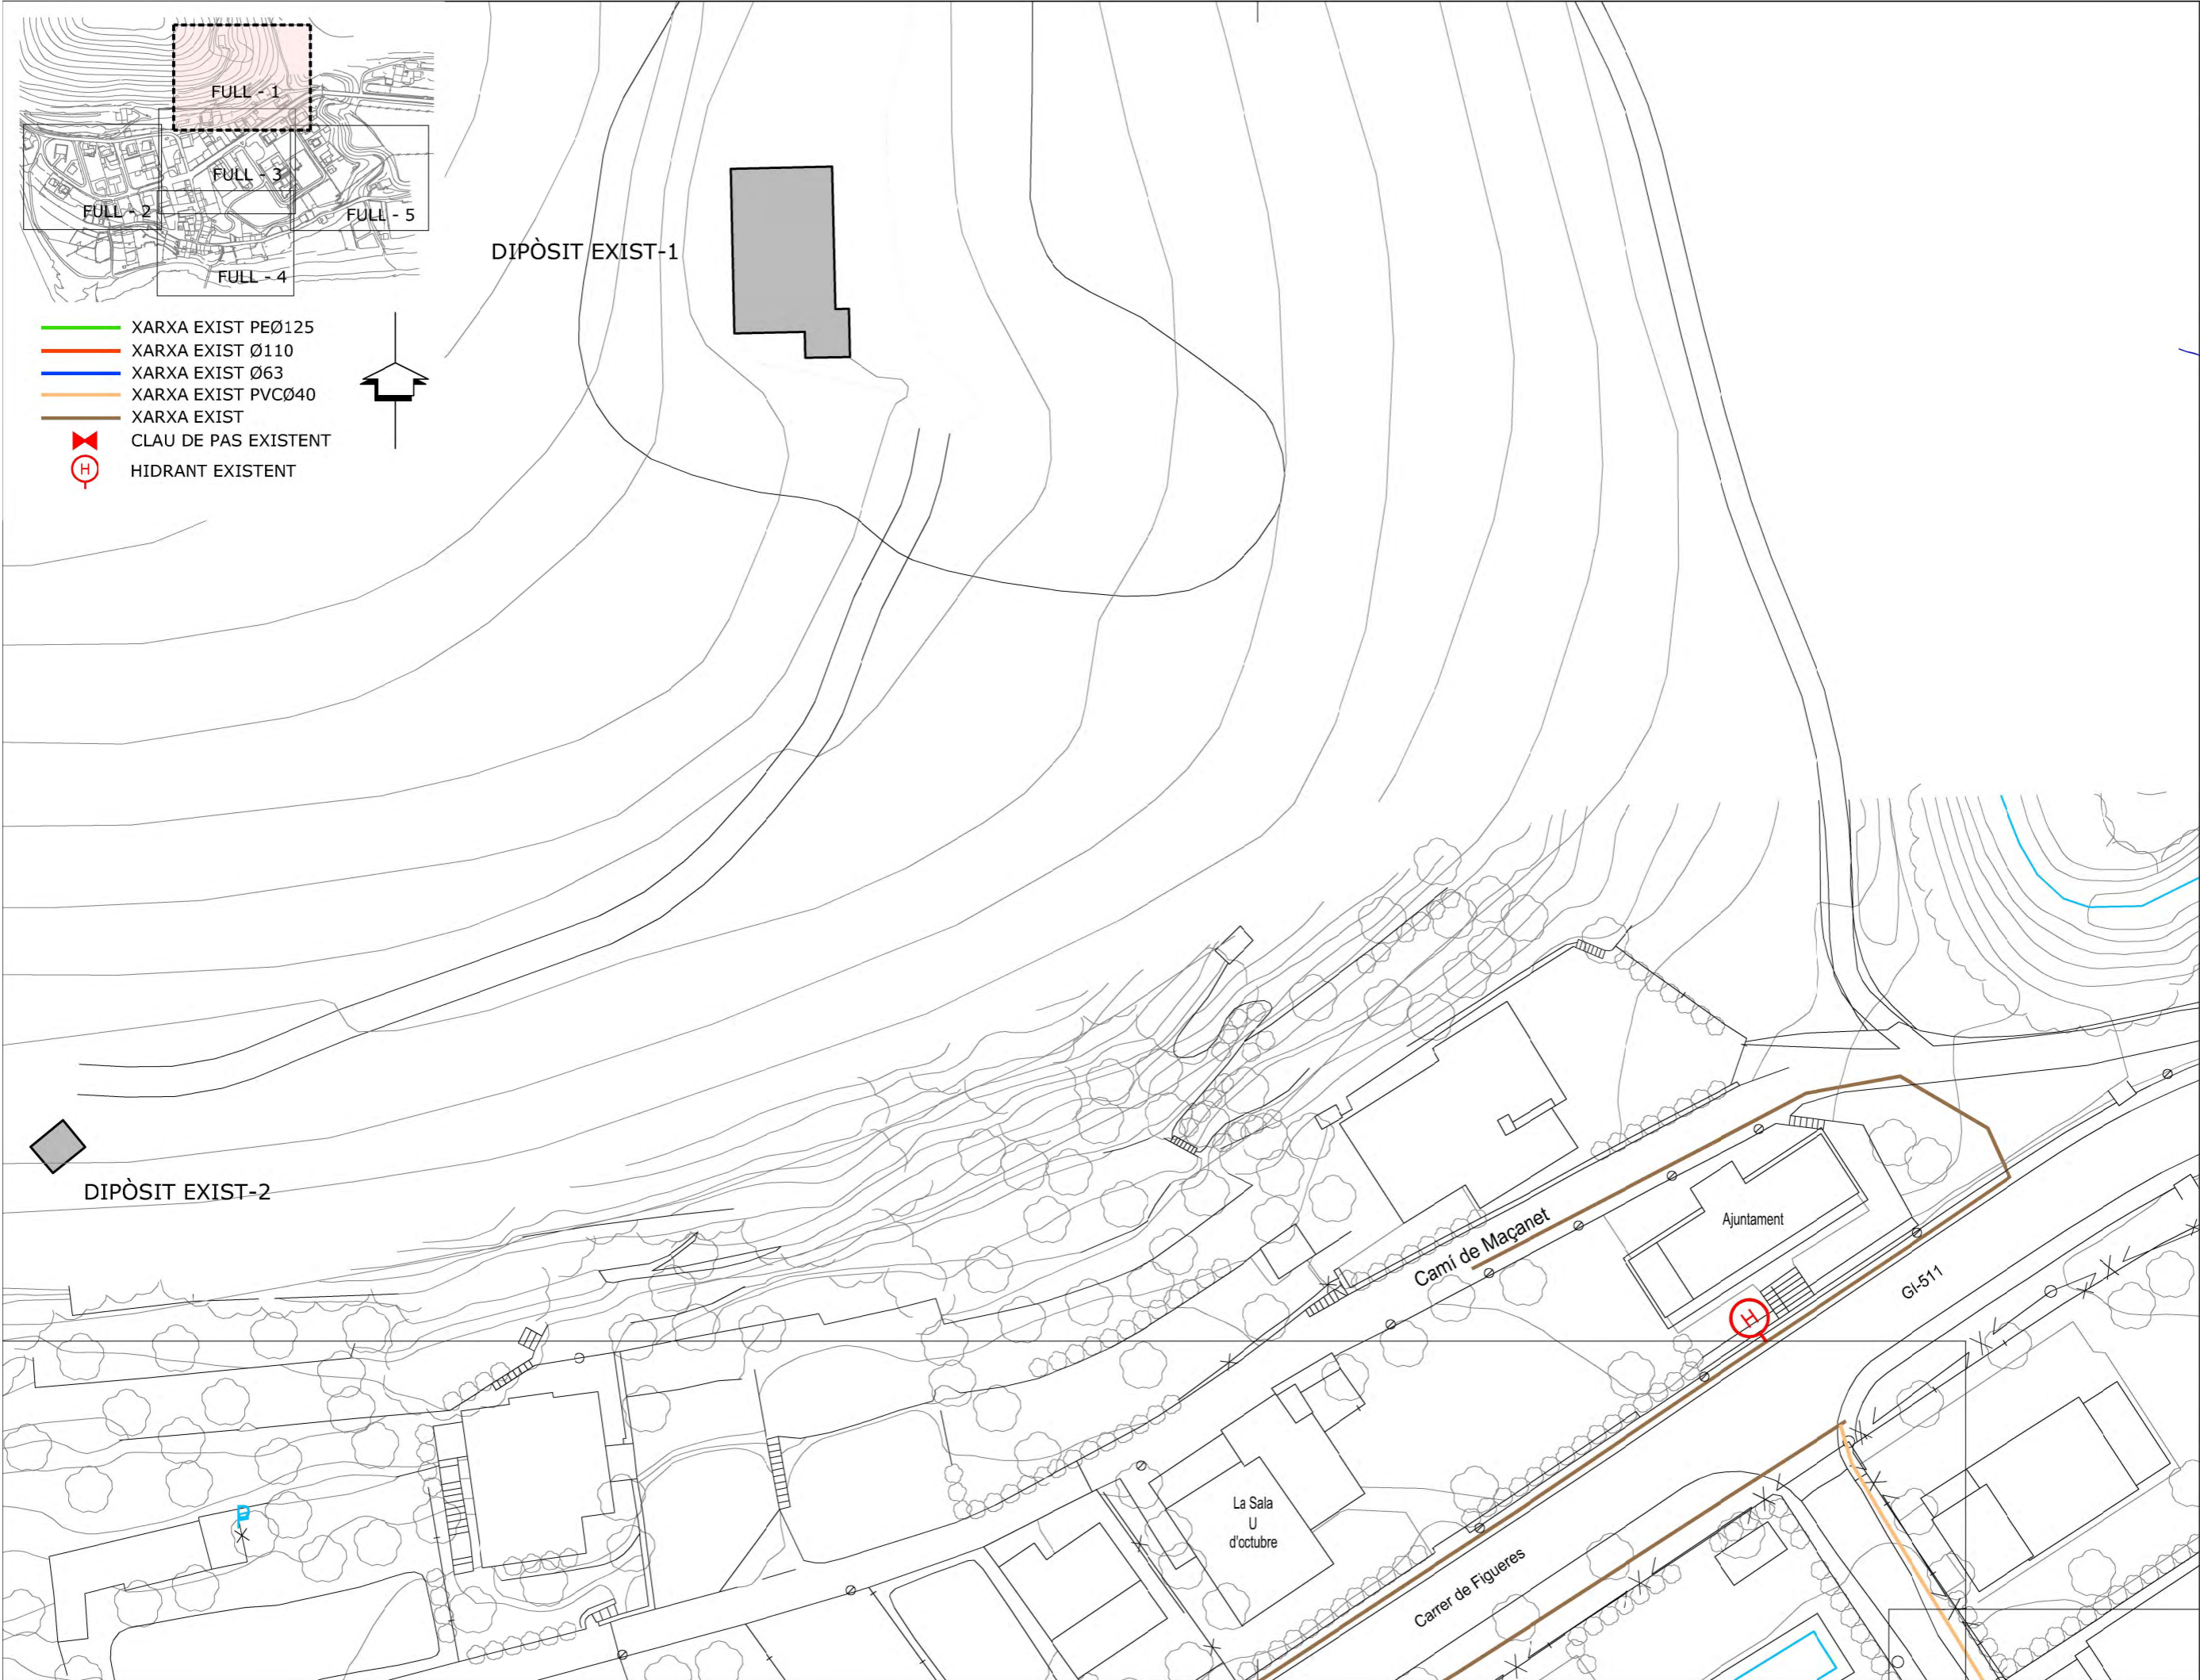 FULL - 1
FULL - 3
FULL - 2
FULL - 5
FULL - 4
DIPÒSIT EXIST-1
XARXA EXIST PEØ125
XARXA EXIST Ø110
XARXA EXIST Ø63
XARXA EXIST PVCØ40
XARXA EXIST
CLAU DE PAS EXISTENT
H
HIDRANT EXISTENT
DIPÒSIT EXIST-2
Camí de Maçanet
Ajuntament
GI-511
H
La Sala
U
d'octubre
Carrer de Figueres